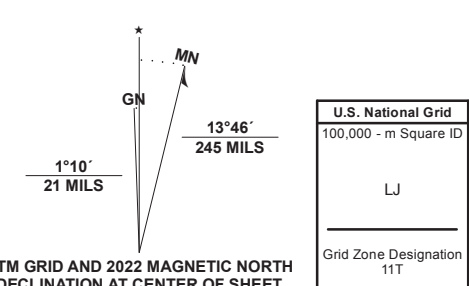 ★
MN
GN
13°46´
245 MILS
1°10´
21 MILS
TM GRID AND 2022 MAGNETIC NORTH
DECLINATION AT CENTER OF SHEET
U.S. National Grid
100,000 - m Square ID
LJ
Grid Zone Designation
11T